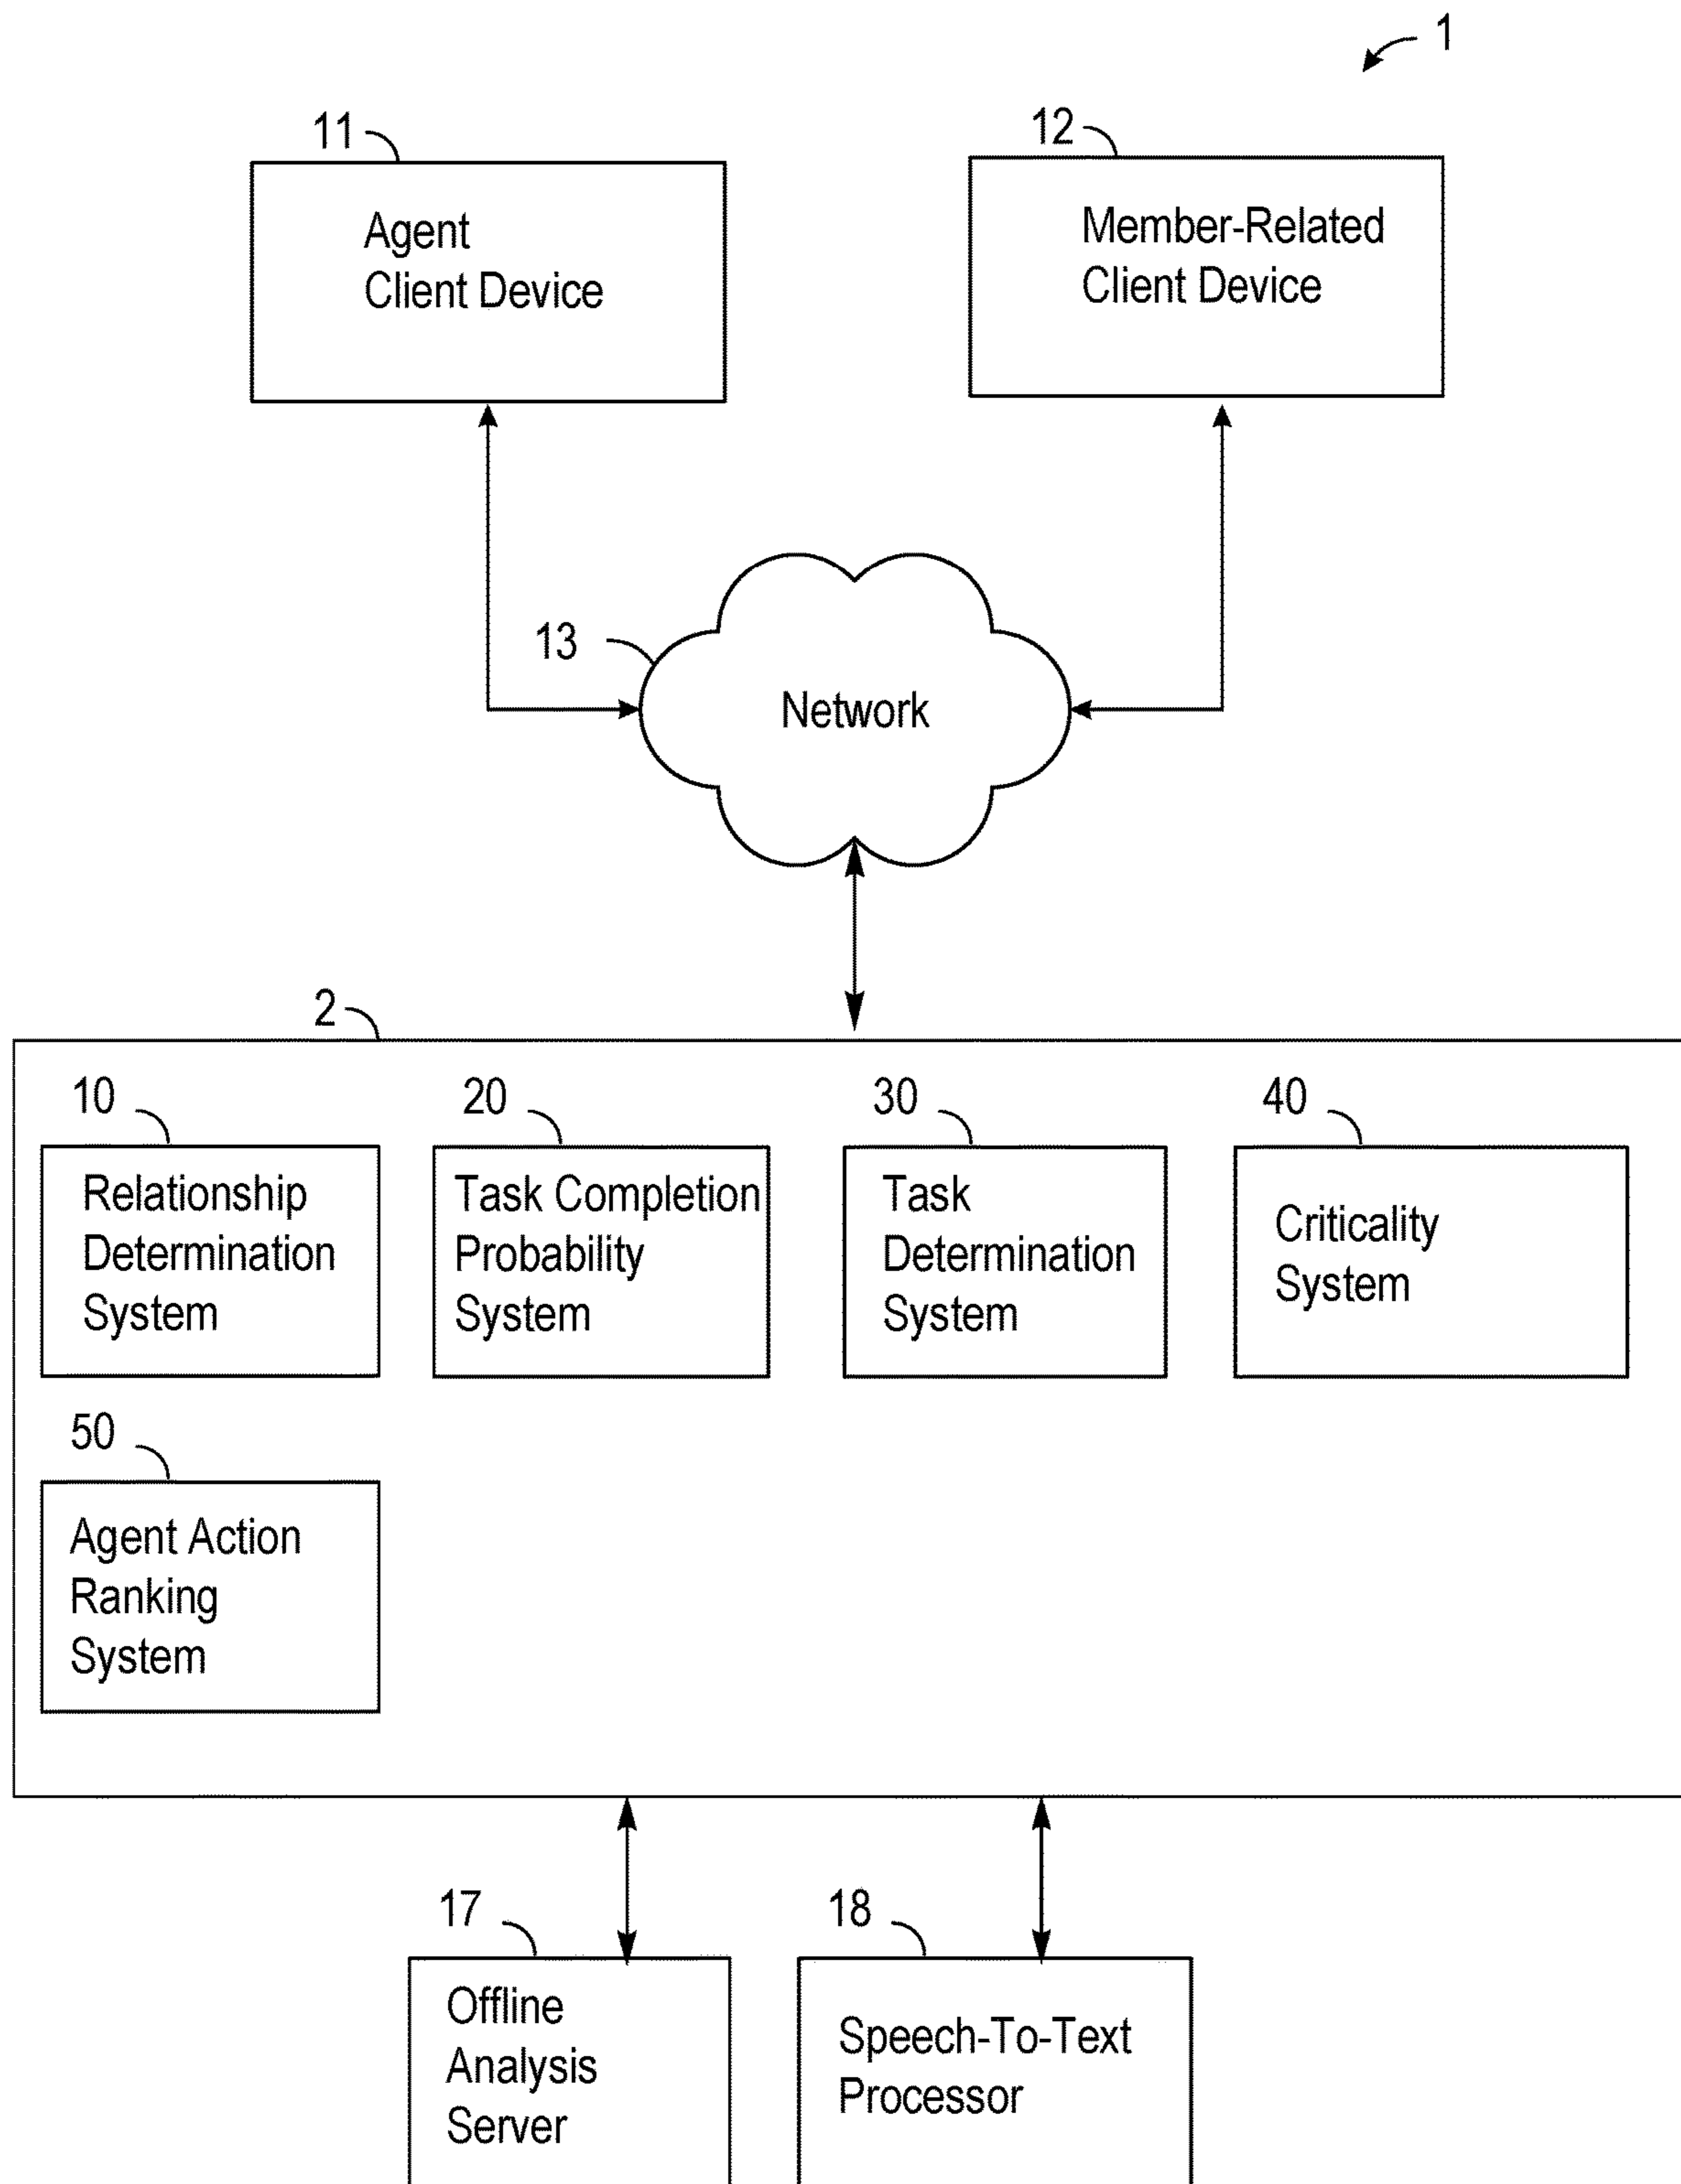 1
11
12
Agent
Client Device
Member-Related
Client Device
13
Network
2
10
20
30
40
Relationship
Determination
System
Task Completion
Probability
System
Task
Determination
System
Criticality
System
50
Agent Action
Ranking
System
17
18
Offline
Analysis
Server
Speech-To-Text
Processor